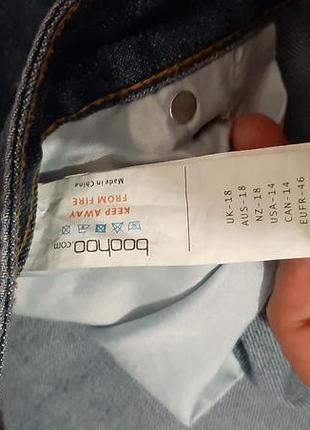 boohoo.com
KEEP AWAY
FROM FIRE
Made in China
UK-18
AUS-18
NZ-18
USA-14
CAN-14
EUFR-46